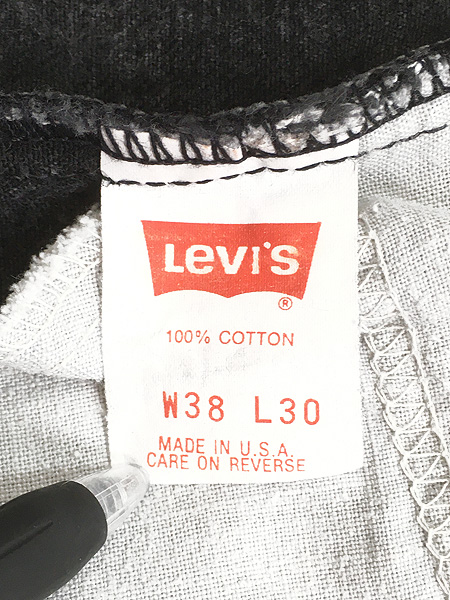 Levi's
®
100% COTTON
W38 L30
MADE IN U.S.A.
CARE ON REVERSE